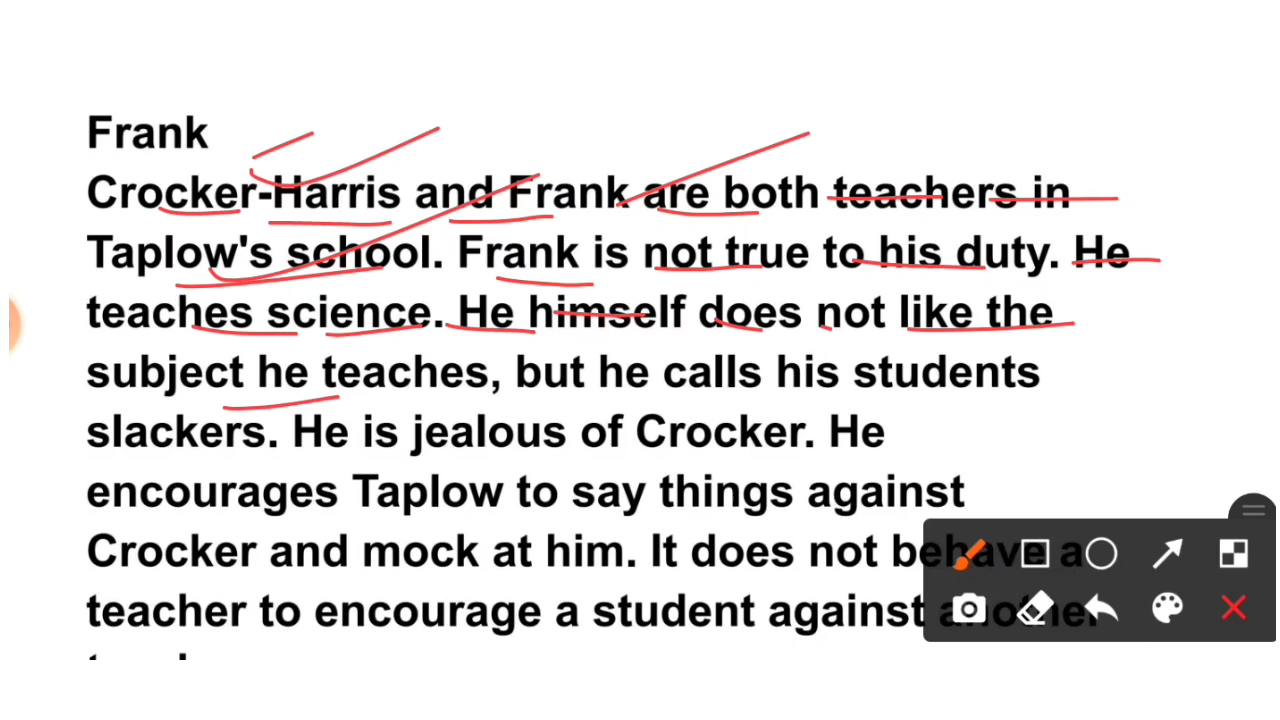 Frank
Crocker-Harris and Frank are both teachers in
Taplow's school. Frank is not true to his duty. He
teaches science. He himself does not like the
subject he teaches, but he calls his students
slackers. He is jealous of Crocker. He
encourages Taplow to say things against
Crocker and mock at him. It does not behave a
teacher to encourage a student against another